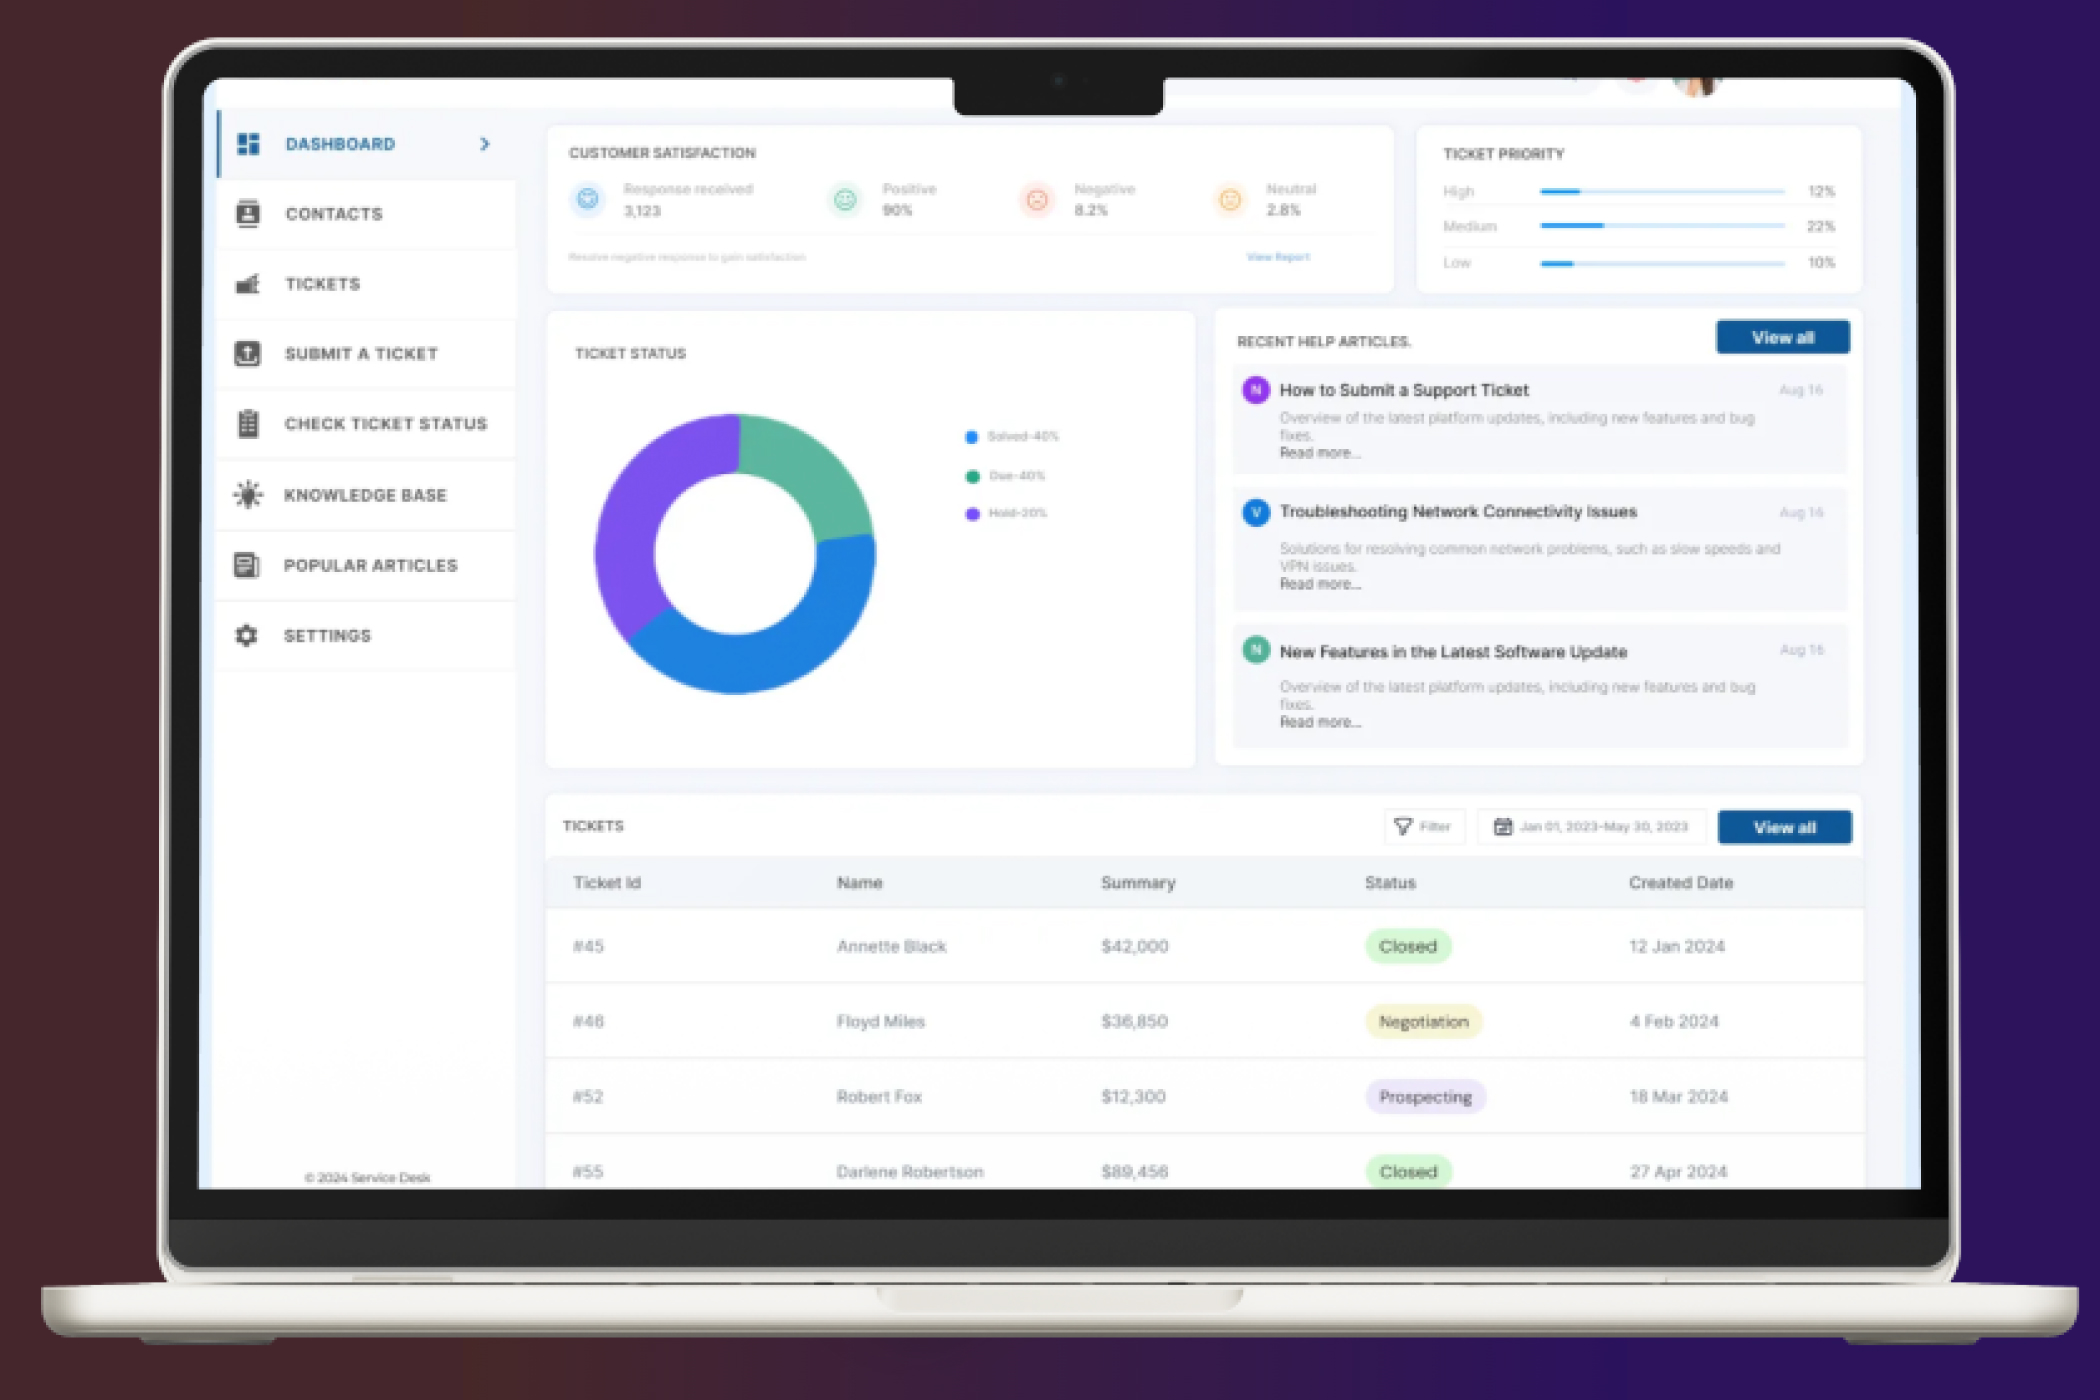 DASHBOARD
CONTACTS
TICKETS
SUBMIT A TICKET
CHECK TICKET STATUS
KNOWLEDGE BASE
POPULAR ARTICLES
SETTINGS
© 2024 Service Desk
CUSTOMER SATISFACTION
Response received
3,123
Positive
90%
Negative
8.2%
Neutral
2.8%
Resolve negative response to gain satisfaction
View Report
TICKET PRIORITY
High 12%
Medium 22%
Low 10%
TICKET STATUS
Solved-40%
Due-40%
Hold-20%
RECENT HELP ARTICLES.
View all
N How to Submit a Support Ticket Aug 16
Overview of the latest platform updates, including new features and bug
fixes.
Read more...
V Troubleshooting Network Connectivity Issues Aug 16
Solutions for resolving common network problems, such as slow speeds and
VPN issues.
Read more...
N New Features in the Latest Software Update Aug 16
Overview of the latest platform updates, including new features and bug
fixes.
Read more...
TICKETS
Filter
Jan 01, 2023-May 30, 2023
View all
Ticket Id Name Summary Status Created Date
#45 Annette Black $42,000 Closed 12 Jan 2024
#46 Floyd Miles $36,850 Negotiation 4 Feb 2024
#52 Robert Fox $12,300 Prospecting 18 Mar 2024
#55 Darlene Robertson $89,456 Closed 27 Apr 2024